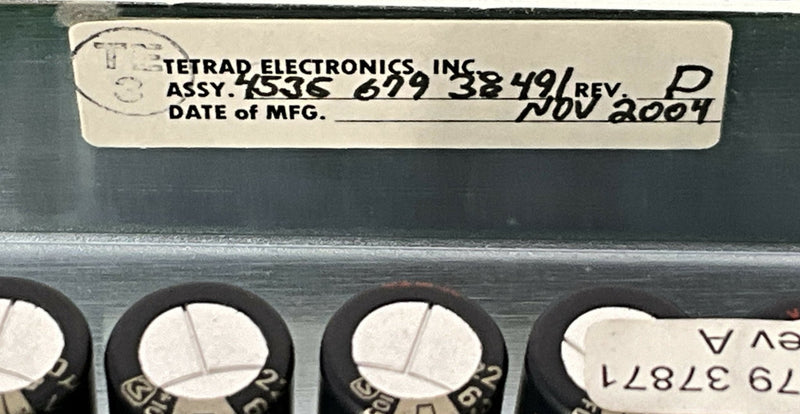 TE
3
TETRAD ELECTRONICS, INC.
ASSY. 4536 679 38491 REV. D
DATE of MFG. NOV 2004
ev A
79 37871